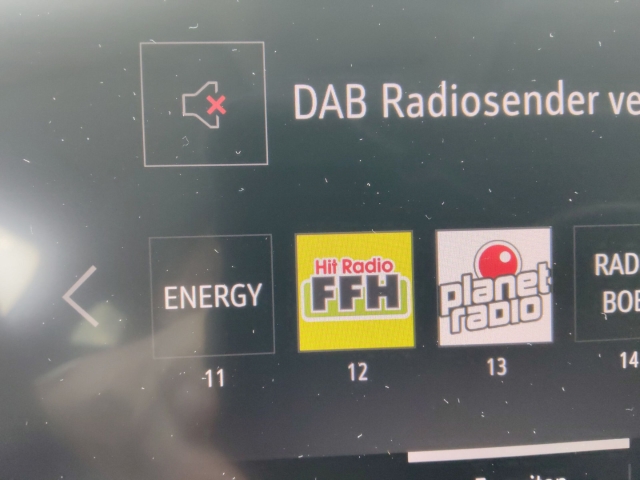 DAB Radiosender ve
ENERGY
Hit Radio
FFH
planet
radio
RAD
BOB
11
12
13
14